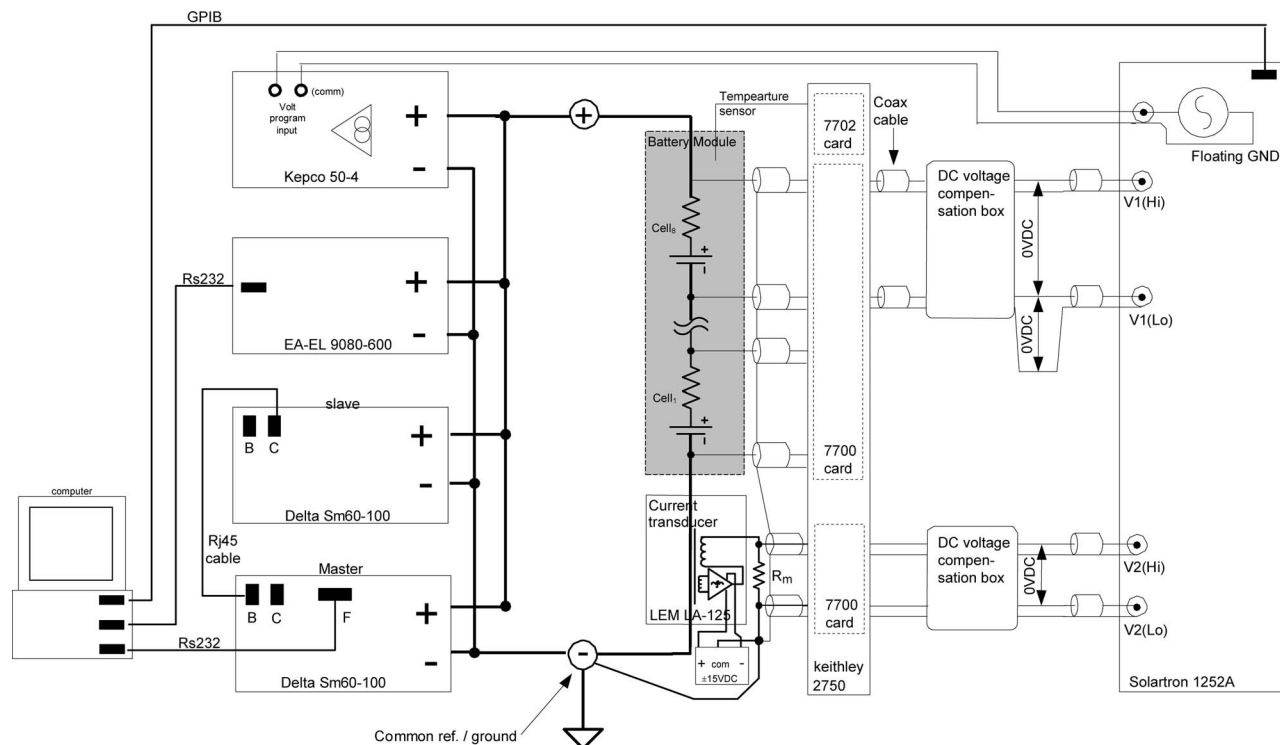 GPIB
(comm)
Volt
program
input
+
-
Kepco 50-4
Rs232
+
-
EA-EL 9080-600
slave
B
C
+
-
Delta Sm60-100
computer
Rj45
cable
Master
B
C
F
+
-
Rs232
Delta Sm60-100
+
-
Common ref. / ground
Tempearture
sensor
Battery Module
Cell8
+
-
Cell1
+
-
Current
transducer
LEM LA-125
Rm
+ com -
±15VDC
7702
card
7700
card
7700
card
keithley
2750
Coax
cable
DC voltage
compen-
sation box
0VDC
0VDC
DC voltage
compen-
sation box
0VDC
Floating GND
V1(Hi)
V1(Lo)
V2(Hi)
V2(Lo)
Solartron 1252A